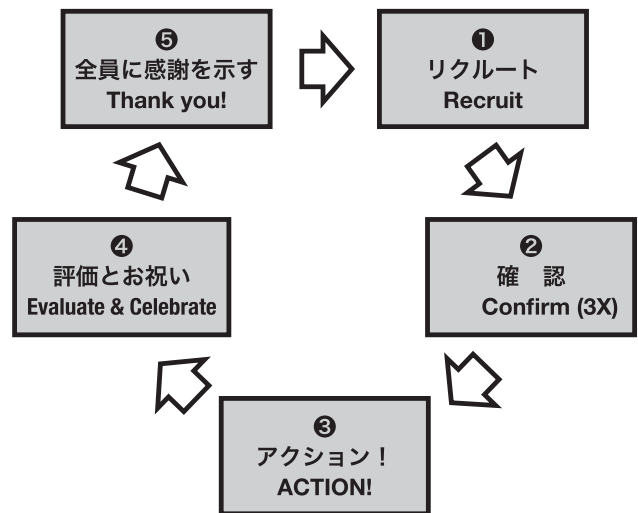 ❶
リクルート
Recruit
❷
確　認
Confirm (3X)
❸
アクション！
ACTION!
❹
評価とお祝い
Evaluate & Celebrate
❺
全員に感謝を示す
Thank you!